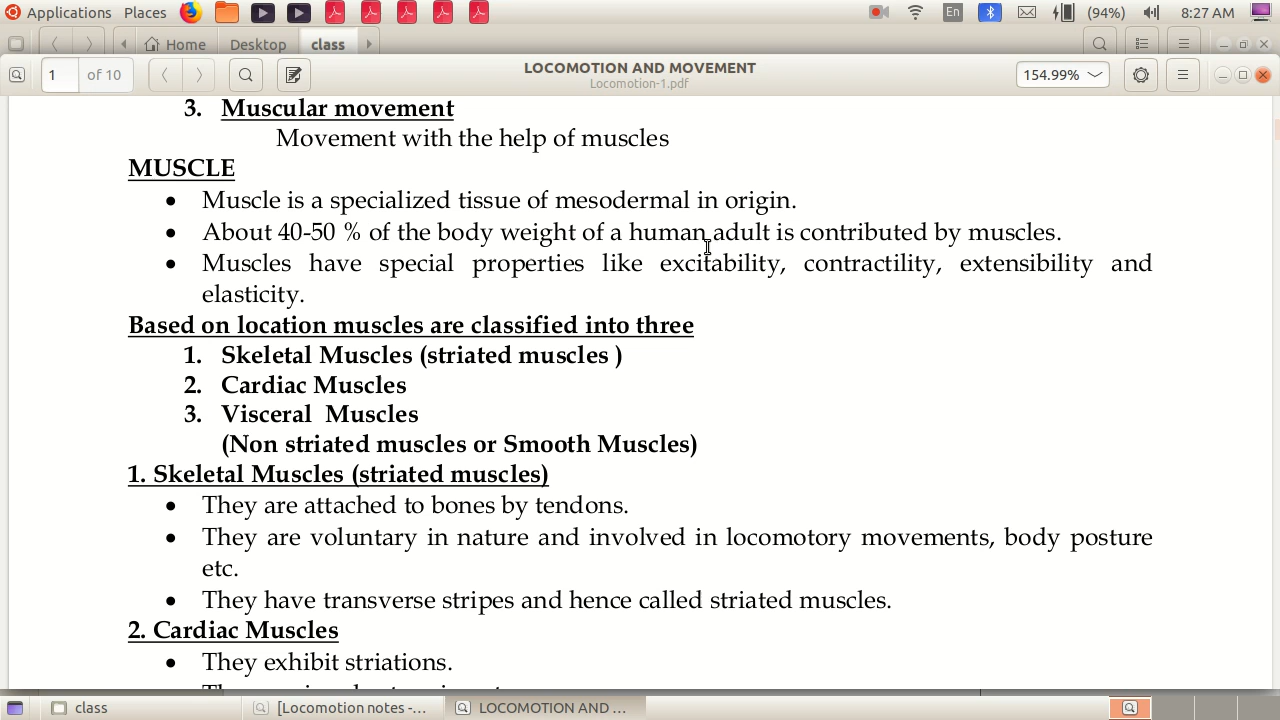 Applications Places En (94%) 8:27 AM
Home Desktop class
1 of 10 LOCOMOTION AND MOVEMENT 154.99%
Locomotion-1.pdf
3. Muscular movement
Movement with the help of muscles
MUSCLE
• Muscle is a specialized tissue of mesodermal in origin.
• About 40-50 % of the body weight of a human adult is contributed by muscles.
• Muscles have special properties like excitability, contractility, extensibility and
elasticity.
Based on location muscles are classified into three
1. Skeletal Muscles (striated muscles )
2. Cardiac Muscles
3. Visceral Muscles
(Non striated muscles or Smooth Muscles)
1. Skeletal Muscles (striated muscles)
• They are attached to bones by tendons.
• They are voluntary in nature and involved in locomotory movements, body posture
etc.
• They have transverse stripes and hence called striated muscles.
2. Cardiac Muscles
• They exhibit striations.
class [Locomotion notes -... LOCOMOTION AND ...